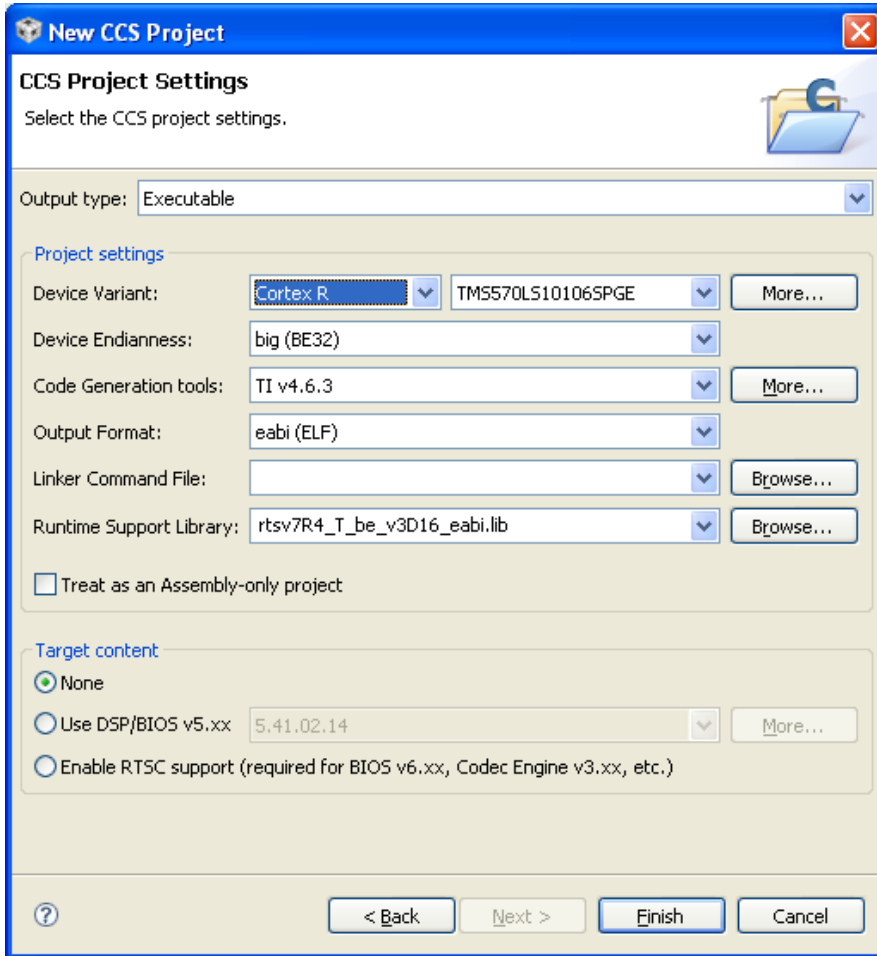 New CCS Project
CCS Project Settings
Select the CCS project settings.
Output type: Executable
Project settings
Device Variant: Cortex R TMS570LS10106SPGE More...
Device Endianness: big (BE32)
Code Generation tools: TI v4.6.3 More...
Output Format: eabi (ELF)
Linker Command File: Browse...
Runtime Support Library: rtsv7R4_T_be_v3D16_eabi.lib Browse...
Treat as an Assembly-only project
Target content
None
Use DSP/BIOS v5.xx 5.41.02.14 More...
Enable RTSC support (required for BIOS v6.xx, Codec Engine v3.xx, etc.)
? < Back Next > Finish Cancel